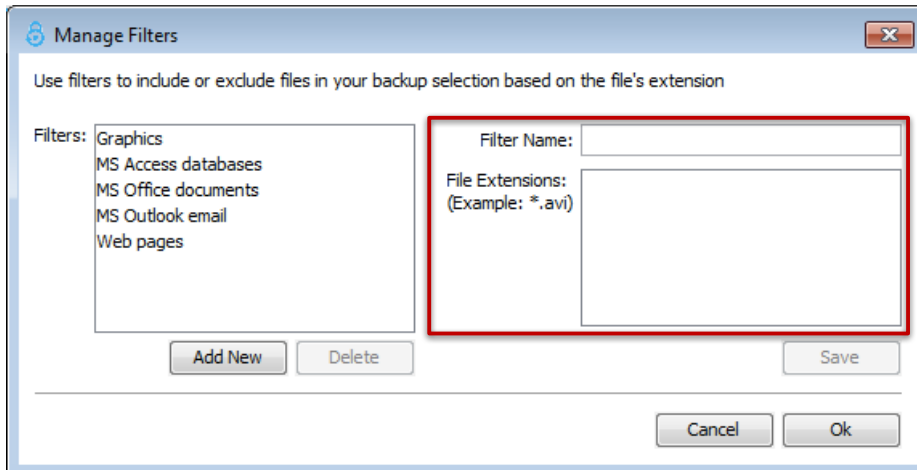 Manage Filters
Use filters to include or exclude files in your backup selection based on the file's extension
Filters:
Graphics
MS Access databases
MS Office documents
MS Outlook email
Web pages
Filter Name:
File Extensions:
(Example: *.avi)
Add New
Delete
Save
Cancel
Ok